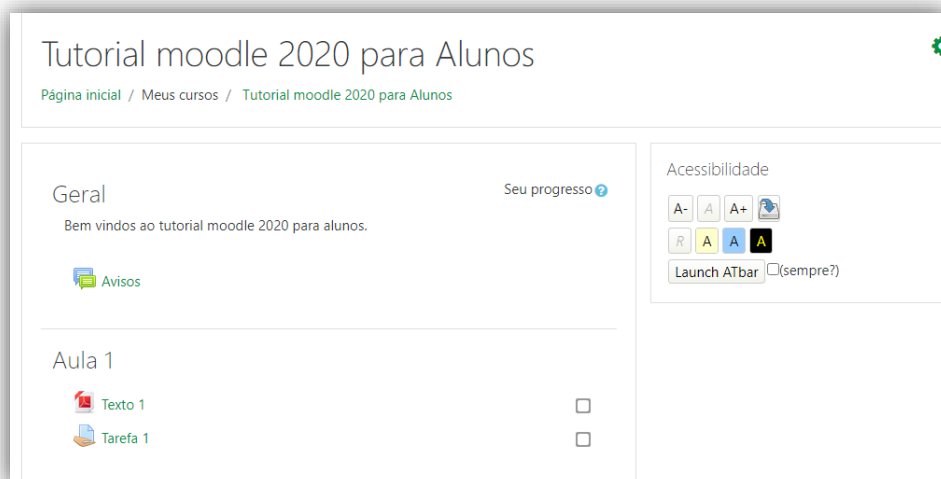 Tutorial moodle 2020 para Alunos
Página inicial / Meus cursos / Tutorial moodle 2020 para Alunos
Geral
Seu progresso
Bem vindos ao tutorial moodle 2020 para alunos.
Avisos
Aula 1
Texto 1
Tarefa 1
Acessibilidade
A- A A+
R A A A
Launch ATbar (sempre?)